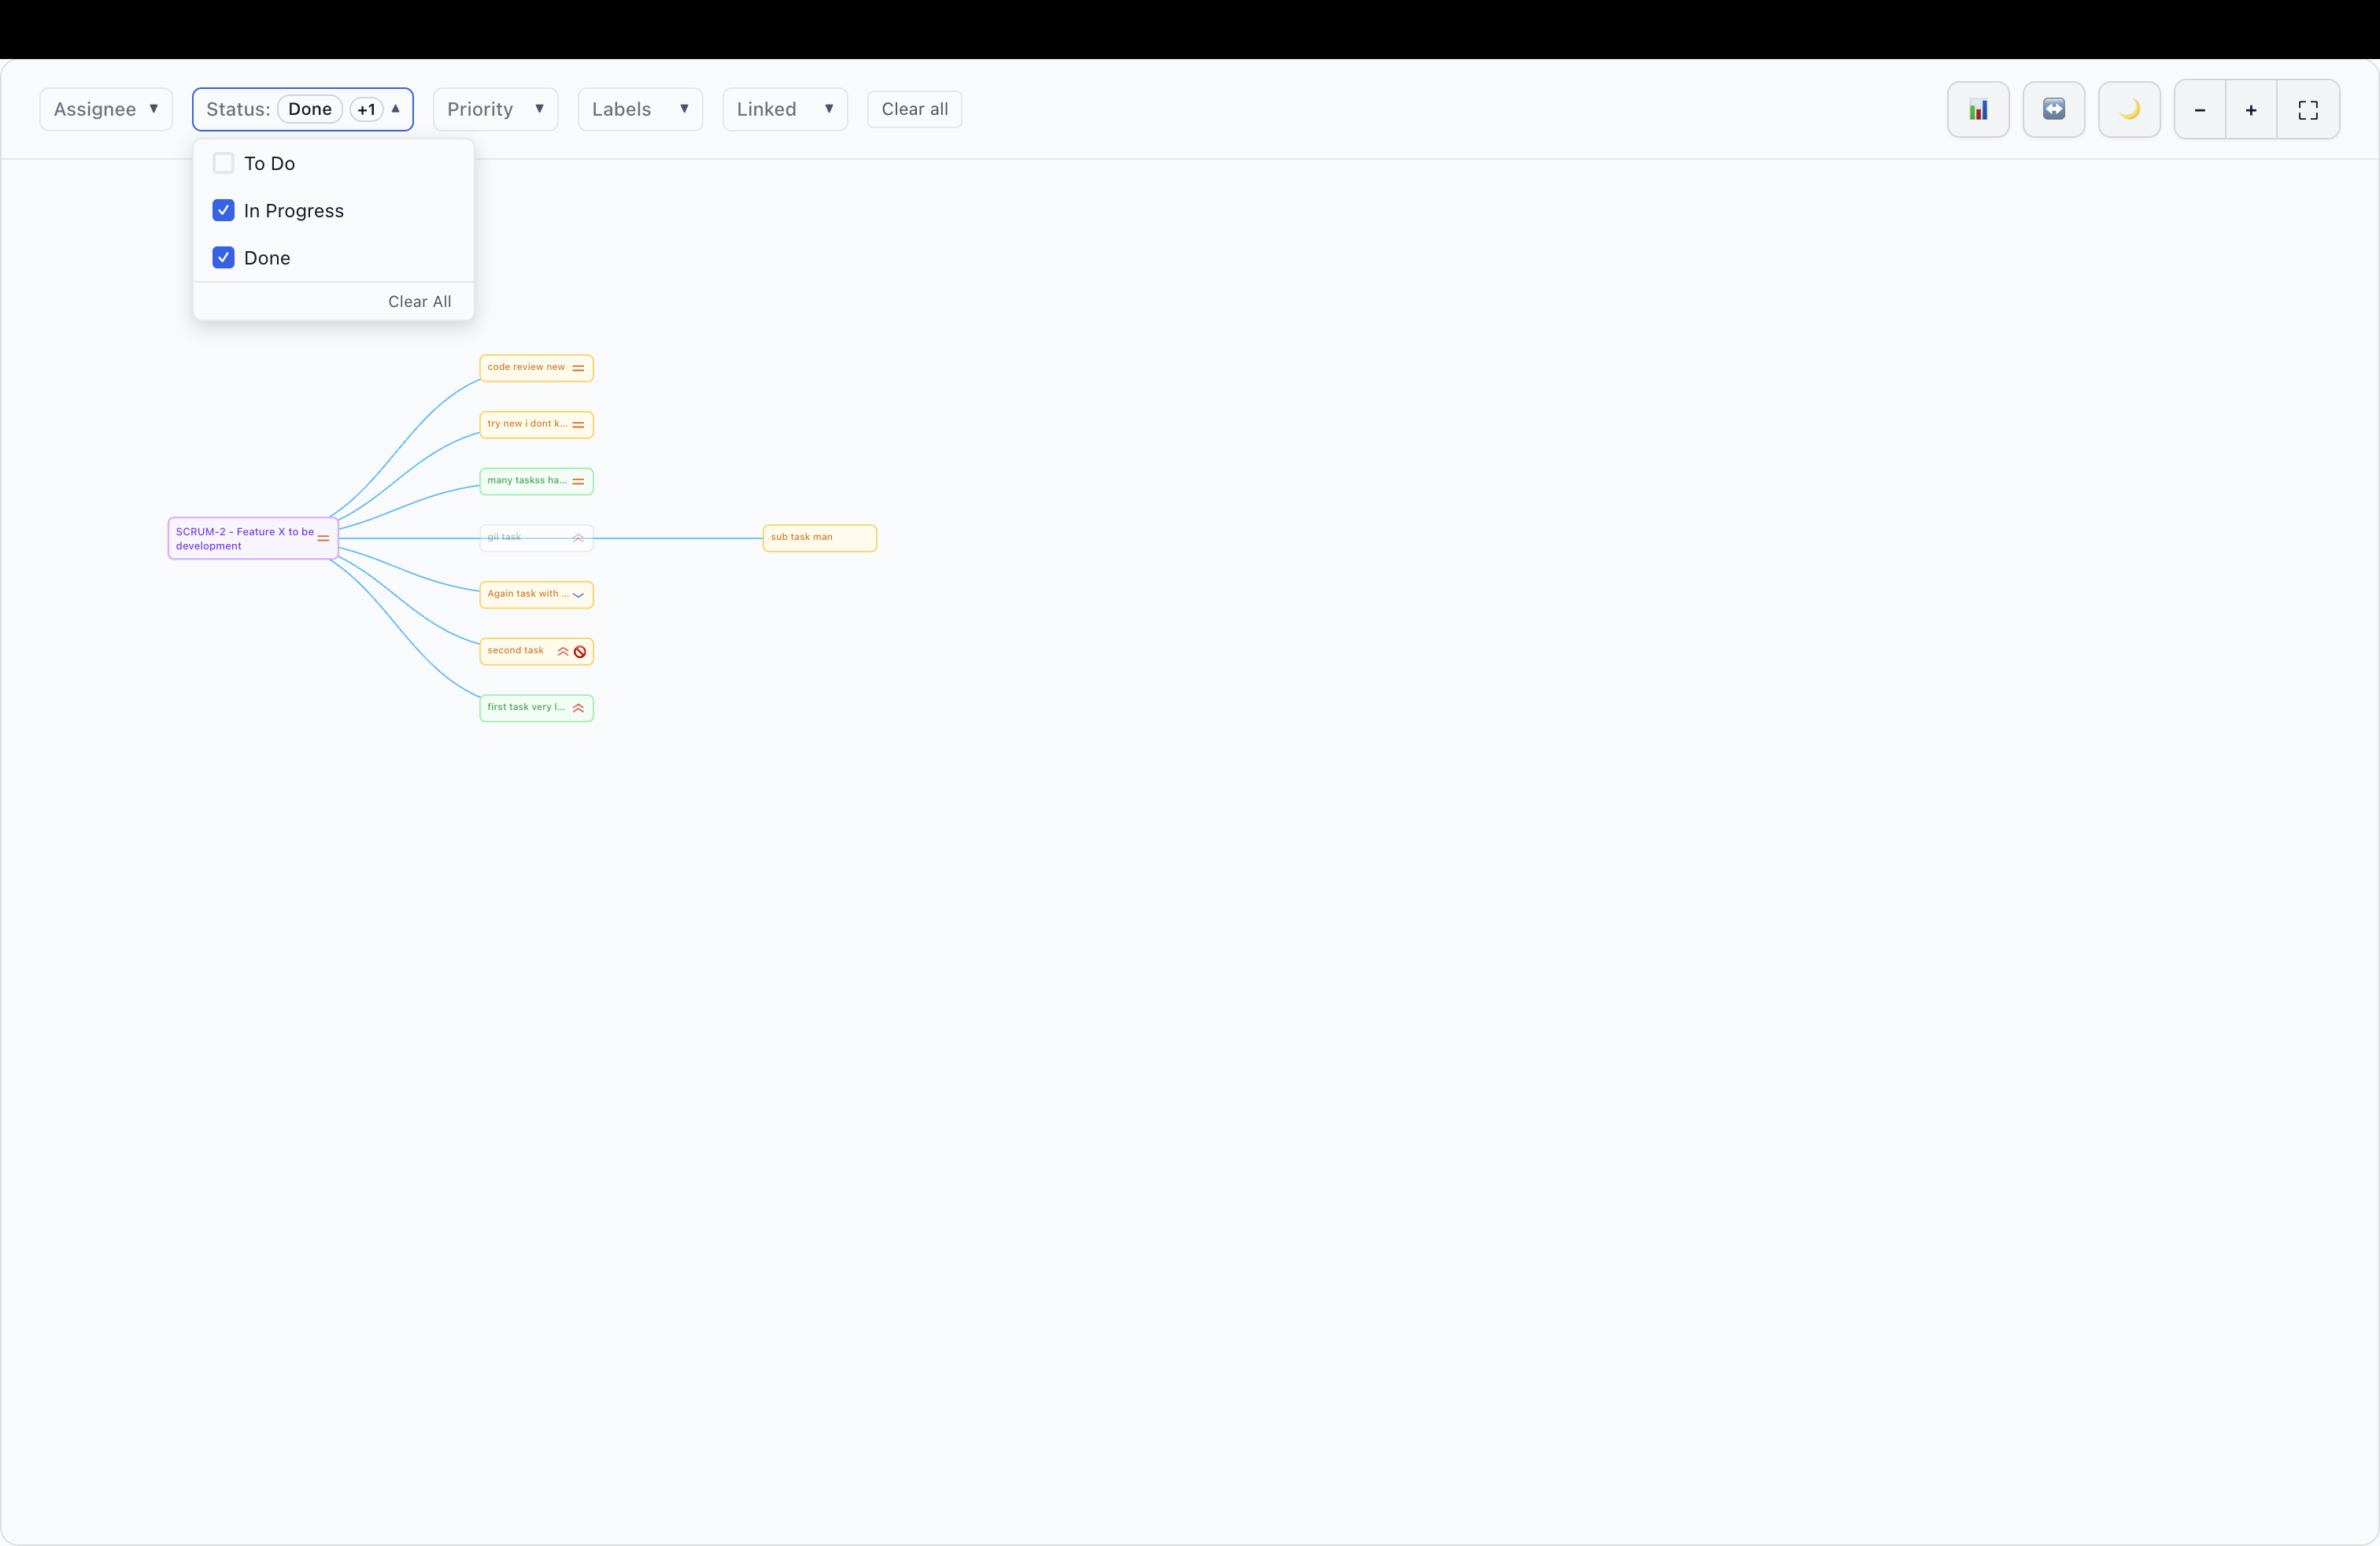 Assignee
Status: Done +1
Priority
Labels
Linked
Clear all
To Do
In Progress
Done
Clear All
code review new
try new i dont k...
many taskss ha...
SCRUM-2 - Feature X to be
development
gil task
sub task man
Again task with ...
second task
first task very l...